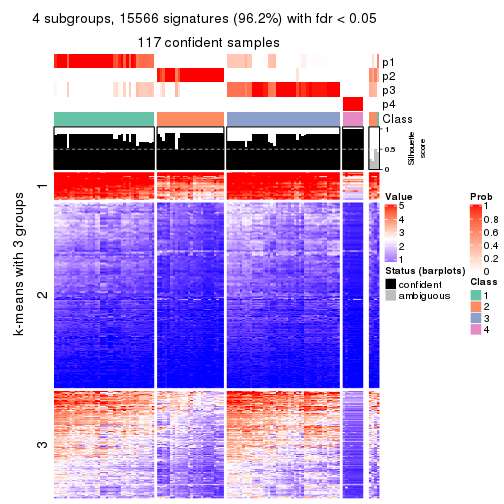 4 subgroups, 15566 signatures (96.2%) with fdr < 0.05
117 confident samples
p1
p2
p3
p4
Class
1
0.5
0
Silhouette
score
k-means with 3 groups
1
2
3
Value
5
4
3
2
1
Status (barplots)
confident
ambiguous
Prob
1
0.8
0.6
0.4
0.2
0
Class
1
2
3
4